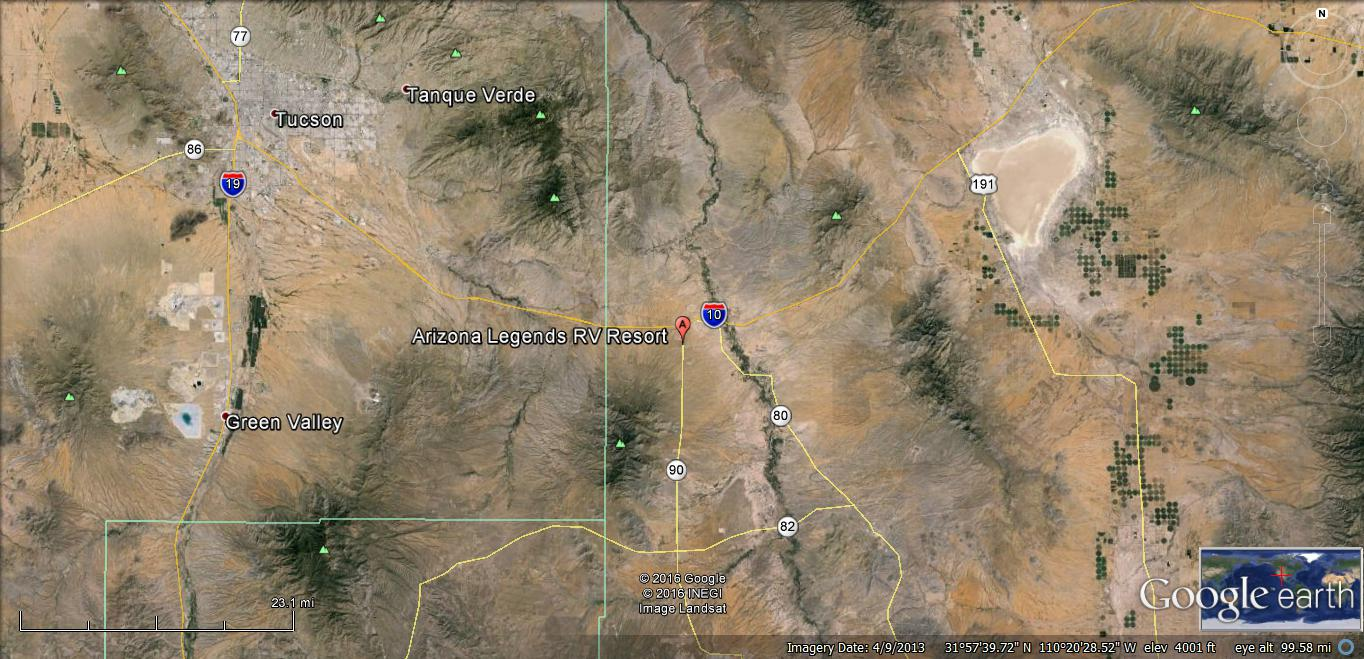 N
77
Tanque Verde
Tucson
86
19
191
10
A
Arizona Legends RV Resort
Green Valley
80
90
82
© 2016 Google
© 2016 INEGI
Image Landsat
23.1 mi
Google earth
Imagery Date: 4/9/2013 31°57'39.72" N 110°20'28.52" W elev 4001 ft eye alt 99.58 mi